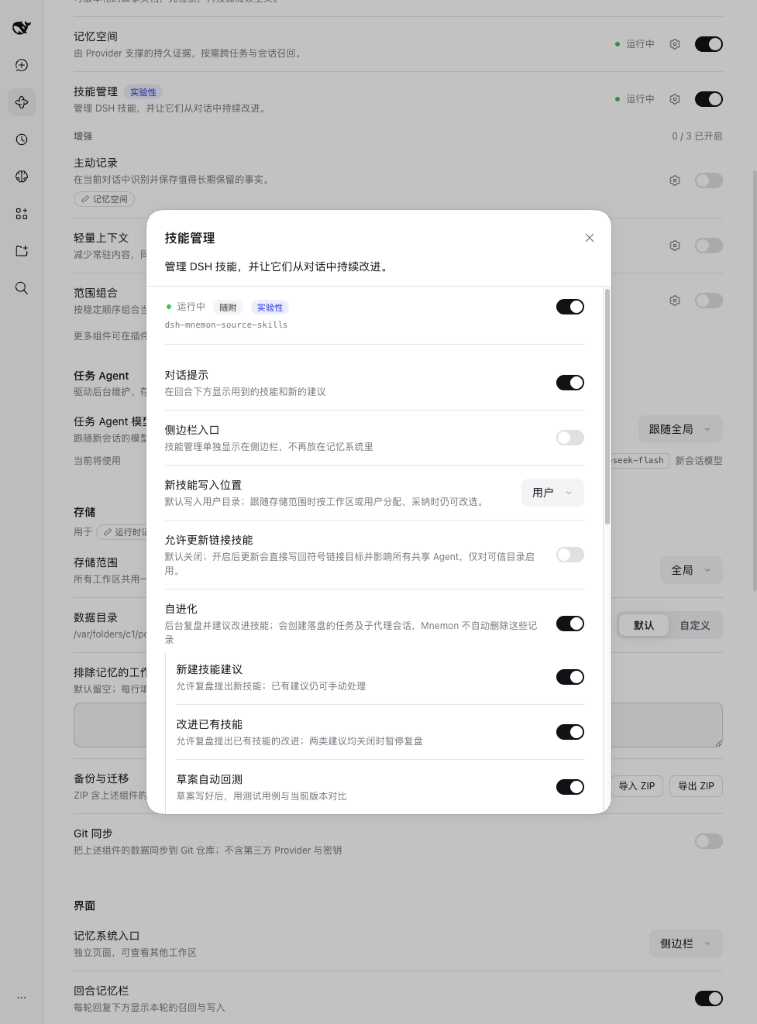 记忆空间
由 Provider 支撑的持久证据，按需跨任务与会话召回。
运行中
技能管理 实验性
管理 DSH 技能，并让它们从对话中持续改进。
运行中
增强
0 / 3 已开启
主动记录
在当前对话中识别并保存值得长期保留的事实。
记忆空间
轻量上下文
减少常驻内容，
范围组合
按稳定顺序组合
更多组件可在插件
任务 Agent
驱动后台维护、
任务 Agent 模型
跟随新会话的模型
跟随全局
当前将使用
seek-flash 新会话模型
存储
用于 运行时记
存储范围
所有工作区共用一
全局
数据目录
/var/folders/c1/pc
默认 自定义
排除记忆的工作
默认留空；每行
备份与迁移
ZIP 含上述组件的
导入 ZIP 导出 ZIP
Git 同步
把上述组件的数据同步到 Git 仓库；不含第三方 Provider 与密钥
界面
记忆系统入口
独立页面，可查看其他工作区
侧边栏
回合记忆栏
每轮回复下方显示本轮的召回与写入
技能管理
管理 DSH 技能，并让它们从对话中持续改进。
运行中 随附 实验性
dsh-mnemon-source-skills
对话提示
在回合下方显示用到的技能和新的建议
侧边栏入口
技能管理单独显示在侧边栏，不再放在记忆系统里
新技能写入位置
默认写入用户目录；跟随存储范围时按工作区或用户分配，采纳时仍可改选。
用户
允许更新链接技能
默认关闭；开启后更新会直接写回符号链接目标并影响所有共享 Agent，仅对可信目录启
用。
自进化
后台复盘并建议改进技能；会创建落盘的任务及子代理会话，Mnemon 不自动删除这些记
录
新建技能建议
允许复盘提出新技能；已有建议仍可手动处理
改进已有技能
允许复盘提出已有技能的改进；两类建议均关闭时暂停复盘
草案自动回测
草案写好后，用测试用例与当前版本对比